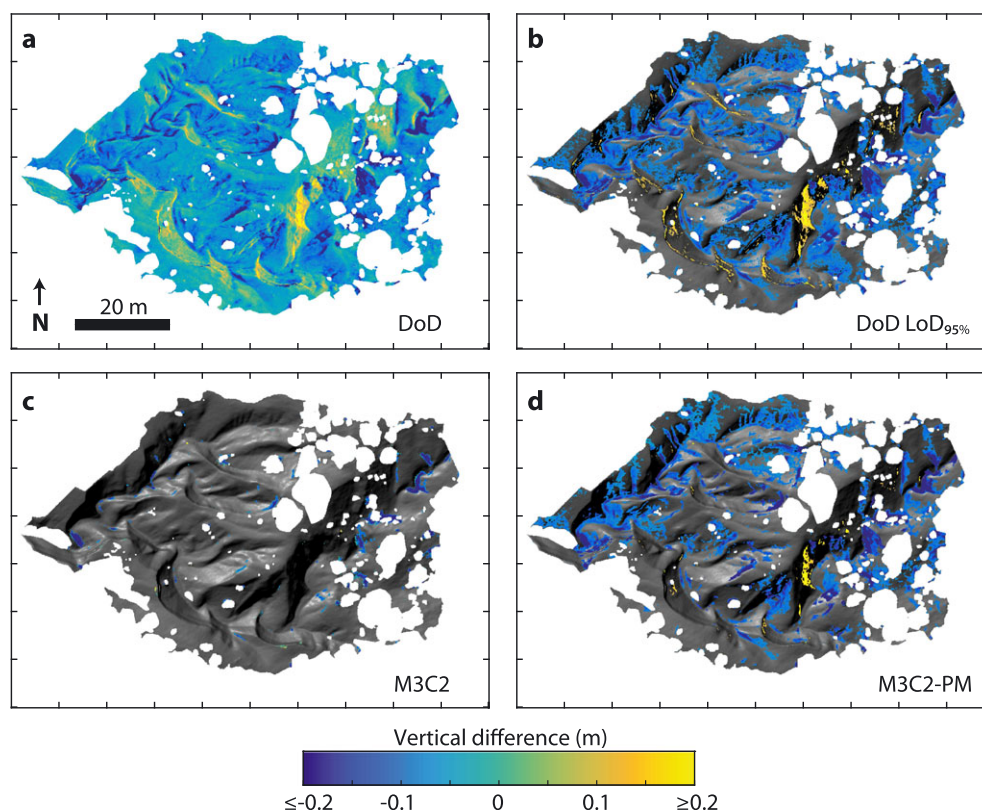 a
b
20 m
N
DoD
DoD LoD95%
c
d
M3C2
M3C2-PM
Vertical difference (m)
≤-0.2 -0.1 0 0.1 ≥0.2